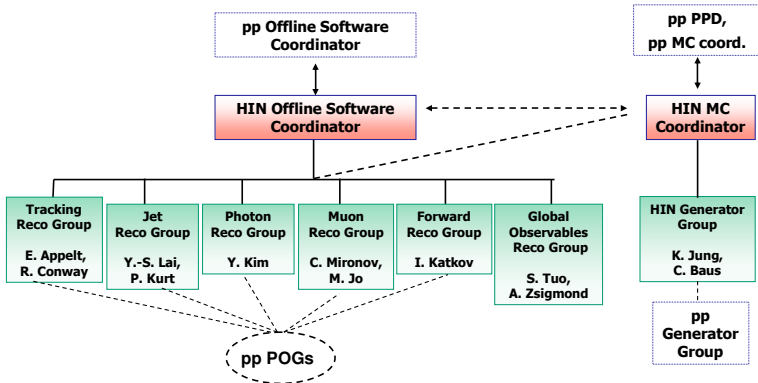 pp Offline Software
Coordinator
pp PPD,
pp MC coord.
HIN Offline Software
Coordinator
HIN MC
Coordinator
Tracking
Reco Group
E. Appelt,
R. Conway
Jet
Reco Group
Y.-S. Lai,
P. Kurt
Photon
Reco Group
Y. Kim
Muon
Reco Group
C. Mironov,
M. Jo
Forward
Reco Group
I. Katkov
Global
Observables
Reco Group
S. Tuo,
A. Zsigmond
HIN Generator
Group
K. Jung,
C. Baus
pp POGs
pp
Generator
Group